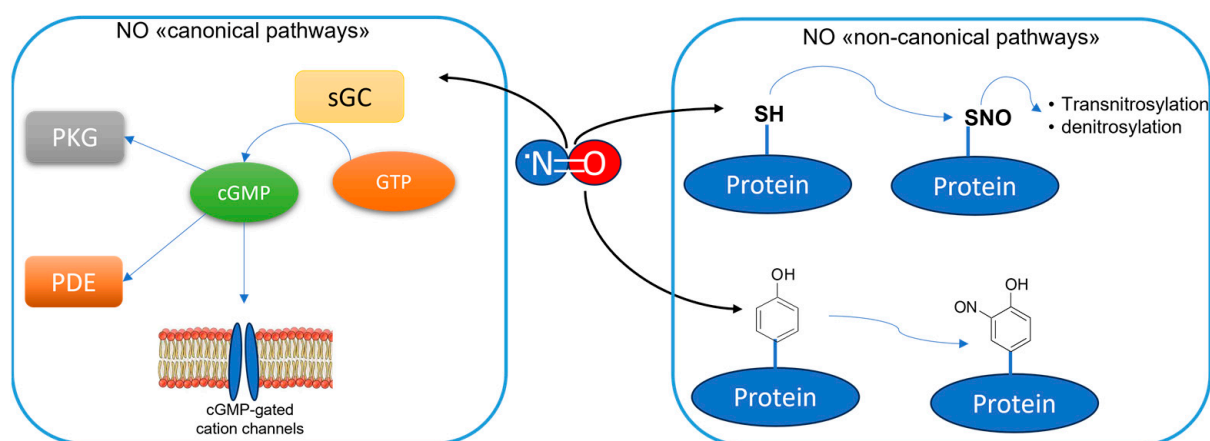 NO «canonical pathways»
sGC
PKG
cGMP
GTP
PDE
cGMP-gated
cation channels
·N=O
NO «non-canonical pathways»
SH
SNO
• Transnitrosylation
• denitrosylation
Protein
Protein
OH
OH
ON
Protein
Protein